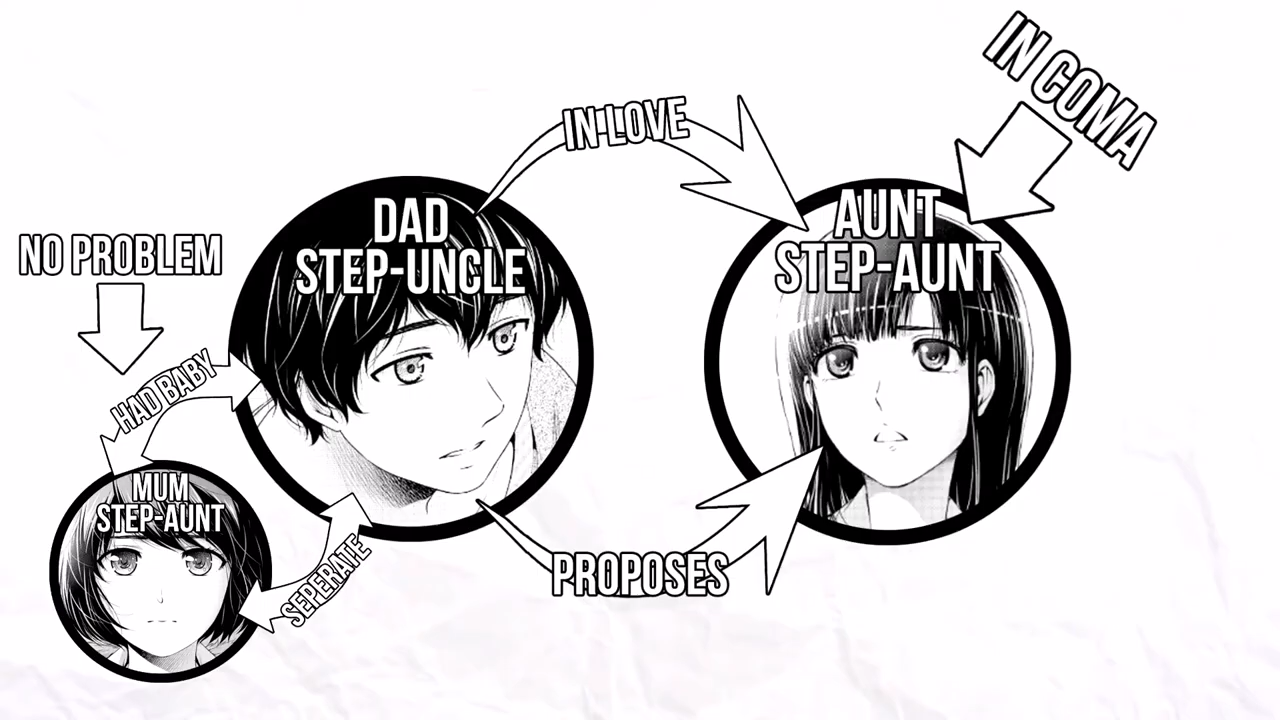 IN COMA
IN LOVE
DAD
STEP-UNCLE
AUNT
STEP-AUNT
NO PROBLEM
HAD BABY
MUM
STEP-AUNT
SEPERATE
PROPOSES